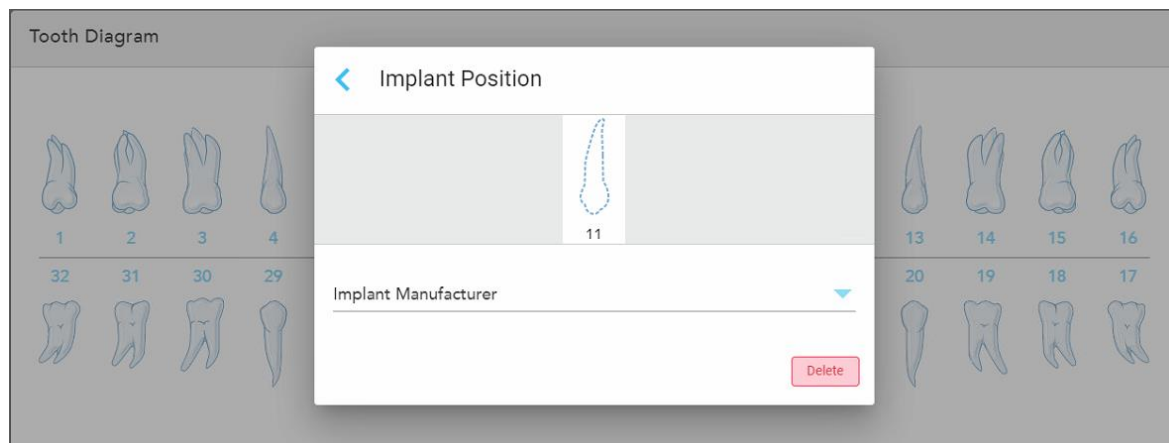 Tooth Diagram
Implant Position
11
1 2 3 4 13 14 15 16
32 31 30 29 20 19 18 17
Implant Manufacturer
Delete